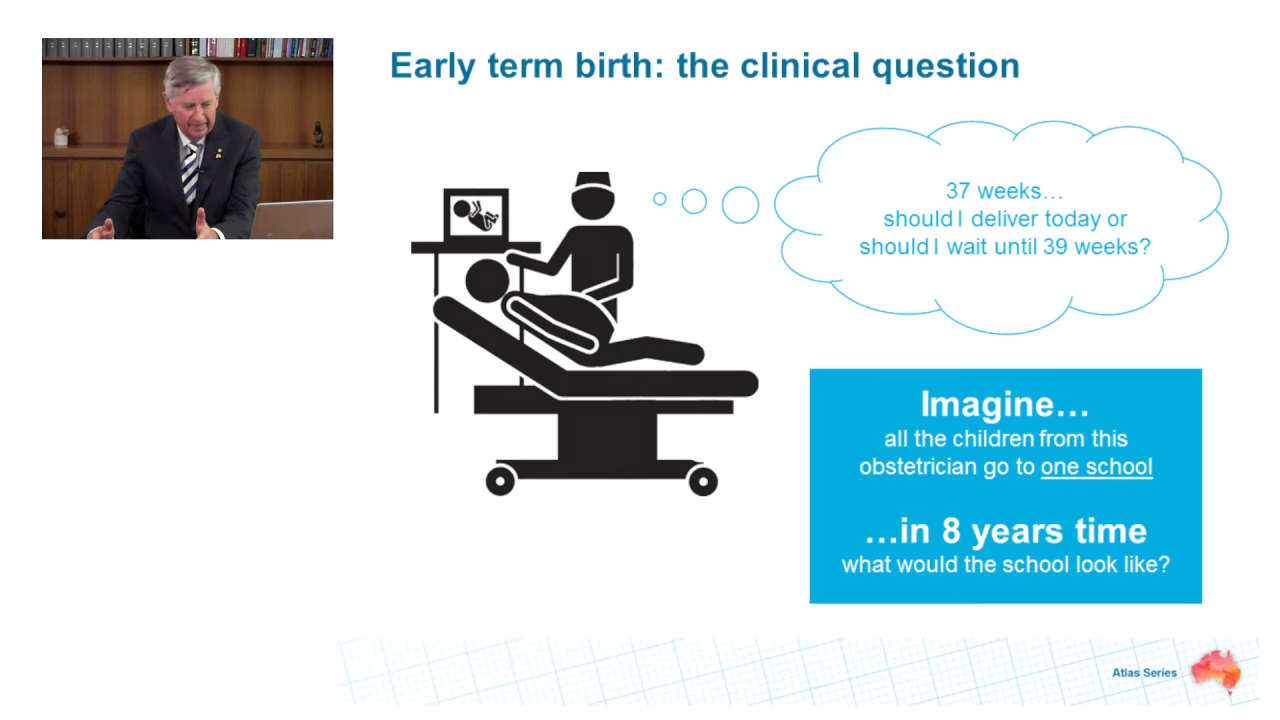 Early term birth: the clinical question
37 weeks…
should I deliver today or
should I wait until 39 weeks?
Imagine…
all the children from this
obstetrician go to one school
…in 8 years time
what would the school look like?
Atlas Series